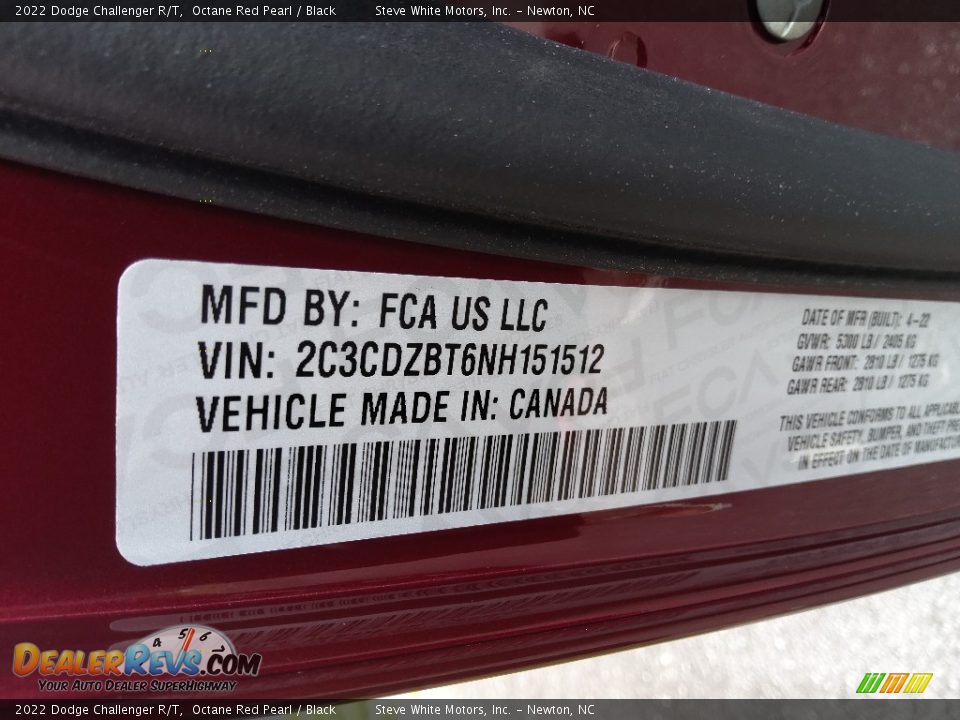 2022 Dodge Challenger R/T, Octane Red Pearl / Black Steve White Motors, Inc. - Newton, NC
MFD BY: FCA US LLC
VIN: 2C3CDZBT6NH151512
VEHICLE MADE IN: CANADA
DATE OF MFR (BUILT): 4-22
GVWR: 5300 LB / 2405 KG
GAWR FRONT: 2810 LB / 1275 KG
GAWR REAR: 2810 LB / 1275 KG
THIS VEHICLE CONFORMS TO ALL APPLICABL
VEHICLE SAFETY, BUMPER, AND THEFT PRE
IN EFFECT ON THE DATE OF MANUFACTU
4 5 6
DEALERREVS.COM
YOUR AUTO DEALER SUPERHIGHWAY
2022 Dodge Challenger R/T, Octane Red Pearl / Black Steve White Motors, Inc. - Newton, NC